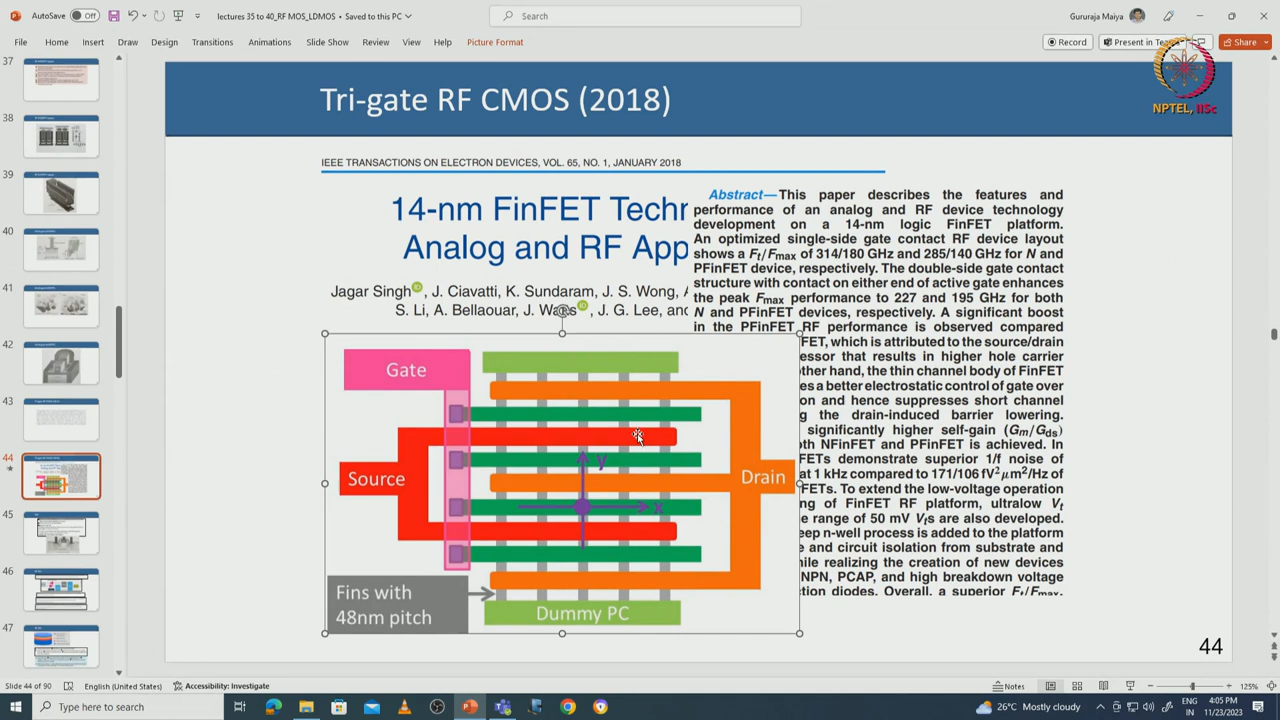 AutoSave
Off
lectures 35 to 40_RF MOS_LDMOS • Saved to this PC
Search
Gururaja Maiya
File
Home
Insert
Draw
Design
Transitions
Animations
Slide Show
Review
View
Help
Picture Format
Record
Present in Teams
Share
NPTEL, IISc
37
38
39
40
41
42
43
44
45
46
47
Tri-gate RF CMOS (2018)
IEEE TRANSACTIONS ON ELECTRON DEVICES, VOL. 65, NO. 1, JANUARY 2018
14-nm FinFET Techn
Analog and RF App
Jagar Singh, J. Ciavatti, K. Sundaram, J. S. Wong, A
S. Li, A. Bellaouar, J. Watts, J. G. Lee, and
Abstract—This paper describes the features and
performance of an analog and RF device technology
development on a 14-nm logic FinFET platform.
An optimized single-side gate contact RF device layout
shows a Ft/Fmax of 314/180 GHz and 285/140 GHz for N and
PFinFET device, respectively. The double-side gate contact
structure with contact on either end of active gate enhances
the peak Fmax performance to 227 and 195 GHz for both
N and PFinFET devices, respectively. A significant boost
in the PFinFET RF performance is observed compared
FET, which is attributed to the source/drain
essor that results in higher hole carrier
ther hand, the thin channel body of FinFET
es a better electrostatic control of gate over
on and hence suppresses short channel
g the drain-induced barrier lowering.
significantly higher self-gain (Gm/Gds)
oth NFinFET and PFinFET is achieved. In
FETs demonstrate superior 1/f noise of
at 1 kHz compared to 171/106 fV²μm²/Hz of
FETs. To extend the low-voltage operation
ng of FinFET RF platform, ultralow Vt
e range of 50 mV Vts are also developed.
eep n-well process is added to the platform
e and circuit isolation from substrate and
hile realizing the creation of new devices
NPN, PCAP, and high breakdown voltage
ction diodes. Overall, a superior Ft/Fmax,
Gate
Source
Drain
y
x
Fins with
48nm pitch
Dummy PC
44
Slide 44 of 90
English (United States)
Accessibility: Investigate
Notes
125%
Type here to search
26°C Mostly cloudy
ENG
IN
4:05 PM
11/23/2023